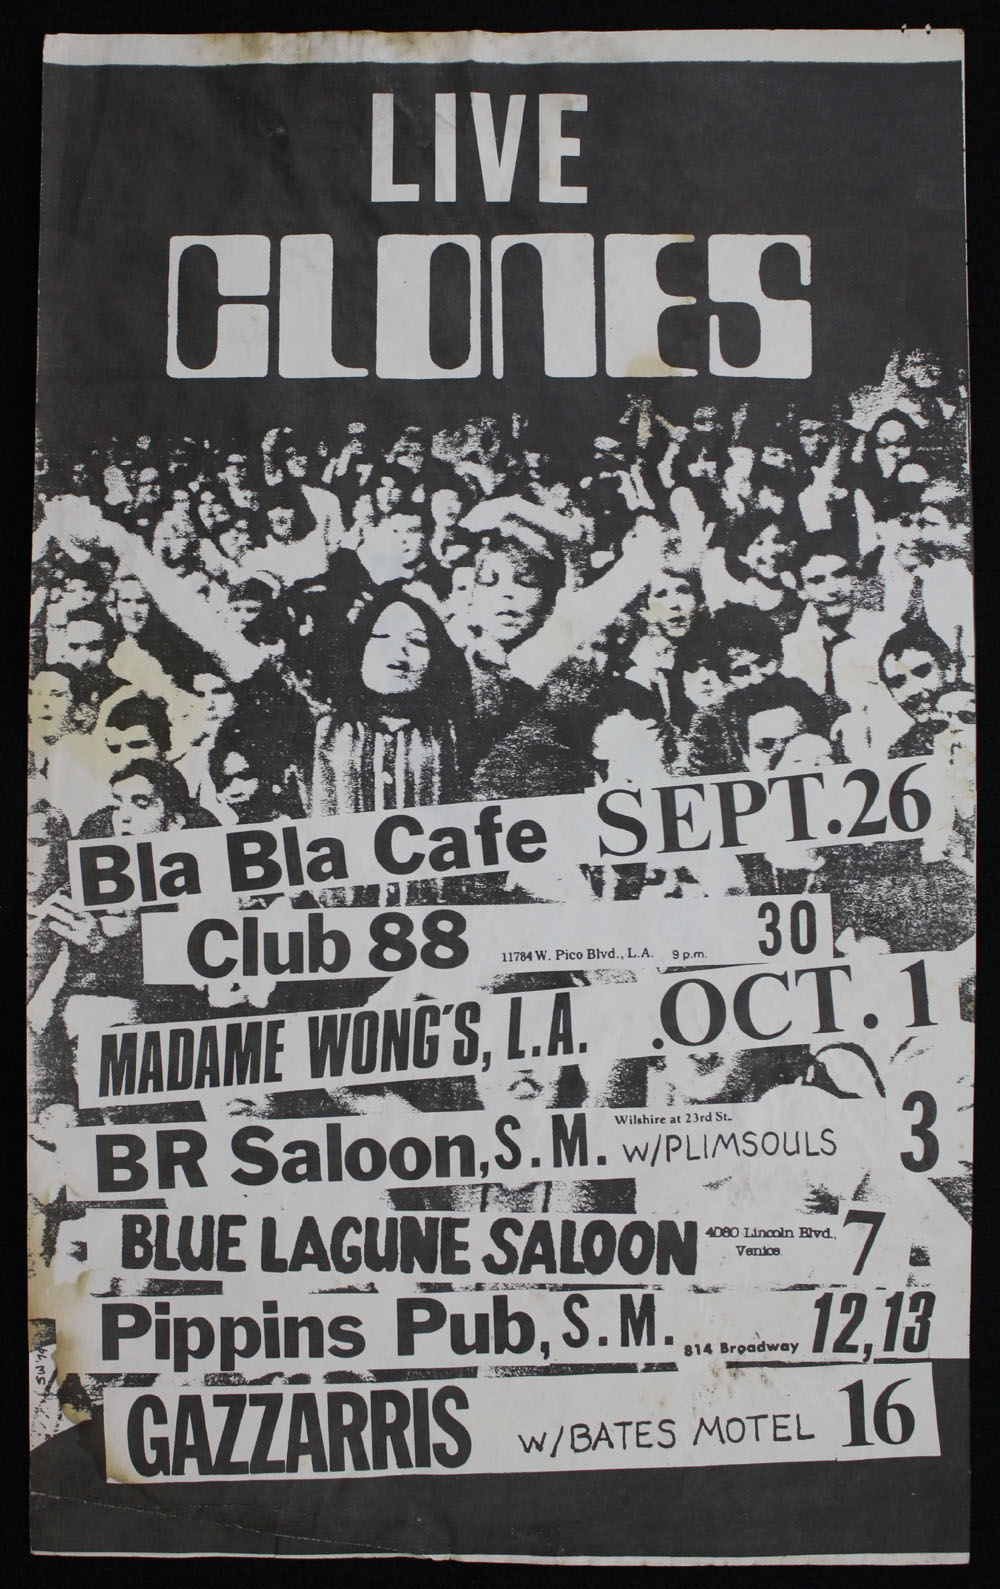 LIVE
CLONES
Bla Bla Cafe SEPT.26
Club 88 11784 W. Pico Blvd., L.A. 9 p.m. 30
MADAME WONG'S, L.A. .OCT. 1
BR Saloon, S.M. Wilshire at 23rd St. w/PLIMSOULS 3
BLUE LAGUNE SALOON 4080 Lincoln Blvd., Venice 7
Pippins Pub, S.M. 814 Broadway 12,13
GAZZARRIS w/BATES MOTEL 16